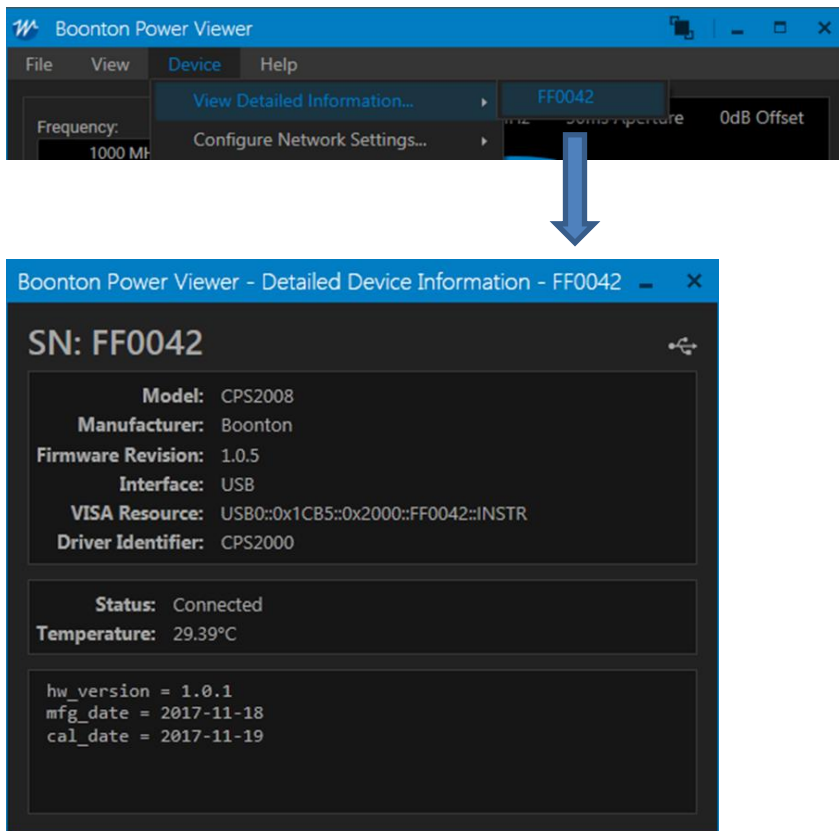 Boonton Power Viewer
File View Device Help
View Detailed Information... FF0042
Frequency: Aperture 0dB Offset
1000 MH
Configure Network Settings...
Boonton Power Viewer - Detailed Device Information - FF0042
SN: FF0042
Model: CPS2008
Manufacturer: Boonton
Firmware Revision: 1.0.5
Interface: USB
VISA Resource: USB0::0x1CB5::0x2000::FF0042::INSTR
Driver Identifier: CPS2000
Status: Connected
Temperature: 29.39°C
hw_version = 1.0.1
mfg_date = 2017-11-18
cal_date = 2017-11-19